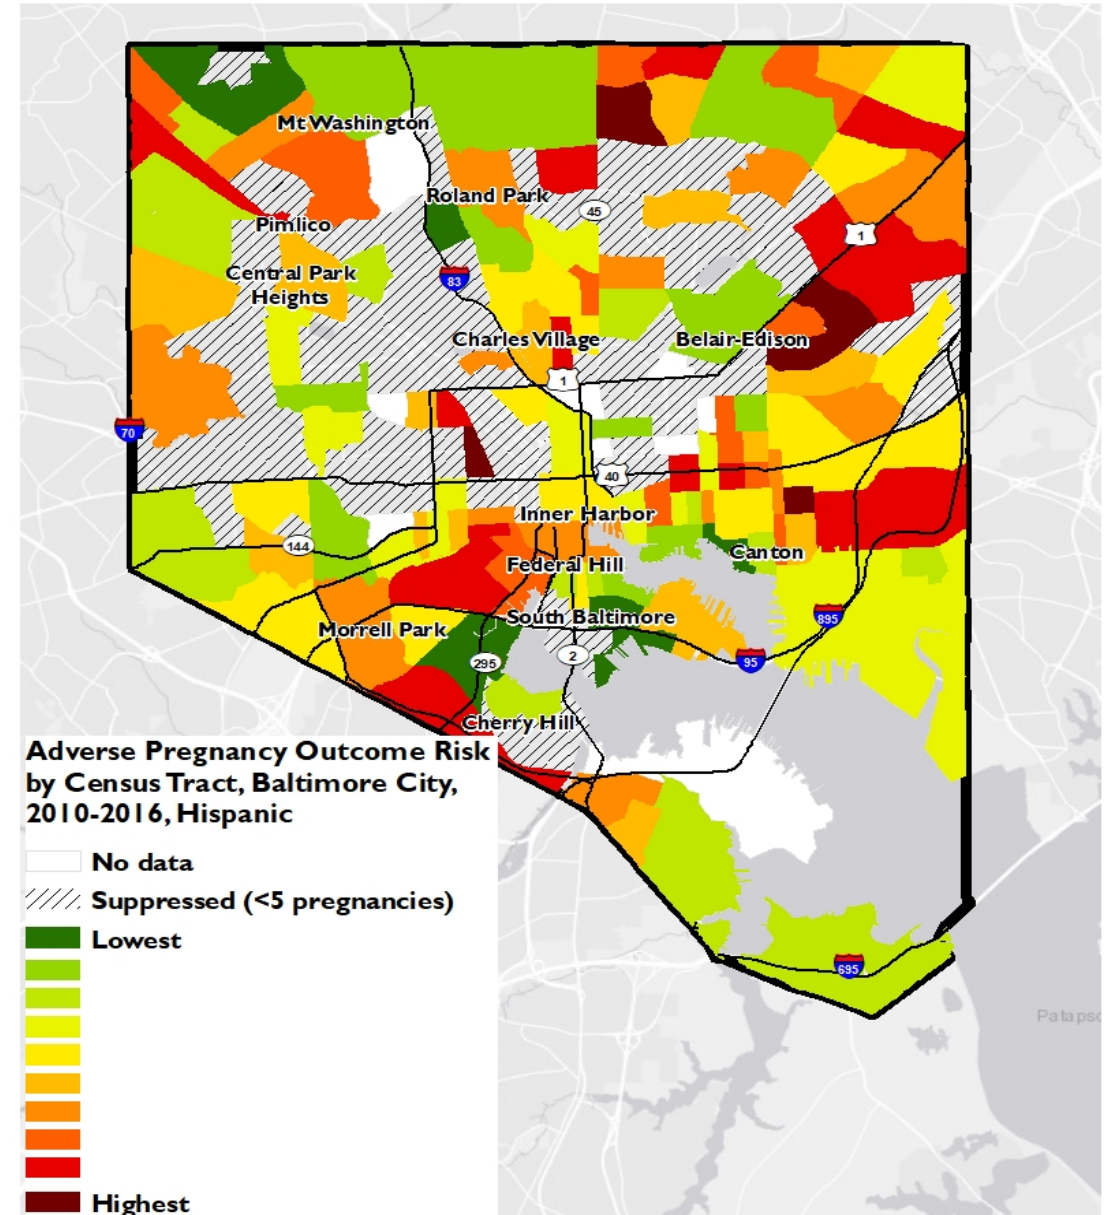 Mt Washington
Roland Park
45
Pimlico
1
Central Park
Heights
83
Charles Village
Belair-Edison
1
70
40
Inner Harbor
144
Canton
Federal Hill
South Baltimore
895
Morrell Park
295
2
95
Cherry Hill
Adverse Pregnancy Outcome Risk
by Census Tract, Baltimore City,
2010-2016, Hispanic
No data
Suppressed (<5 pregnancies)
Lowest
695
Patapsc
Highest